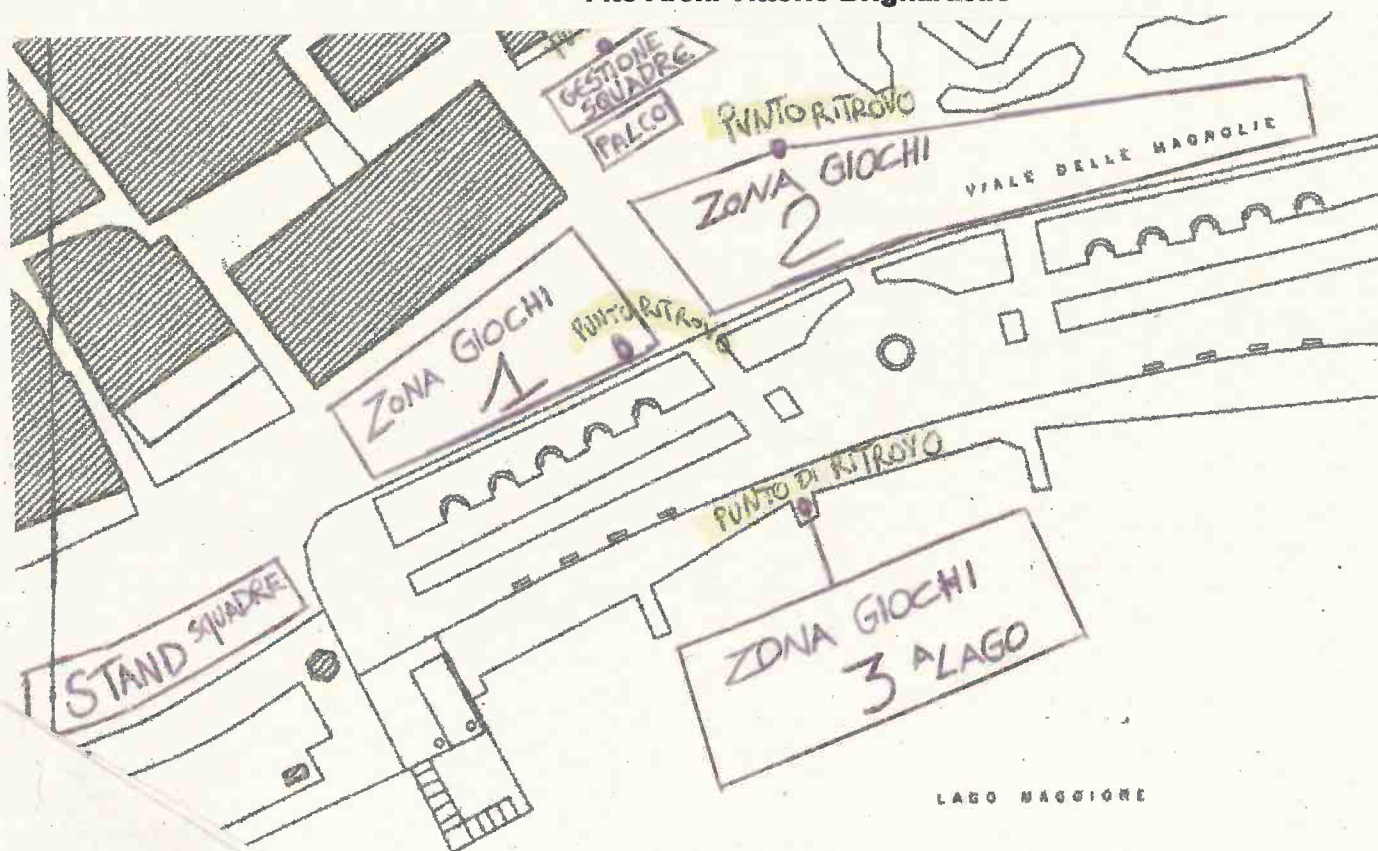 GESTIONE
SQUADRE
PALCO
PUNTO RITROVO
ZONA GIOCHI
2
VIALE DELLE MAGNOLIE
ZONA GIOCHI
1
PUNTO RITROVO
PUNTO DI RITROVO
ZONA GIOCHI
3 A LAGO
STAND SQUADRE
LAGO MAGGIORE